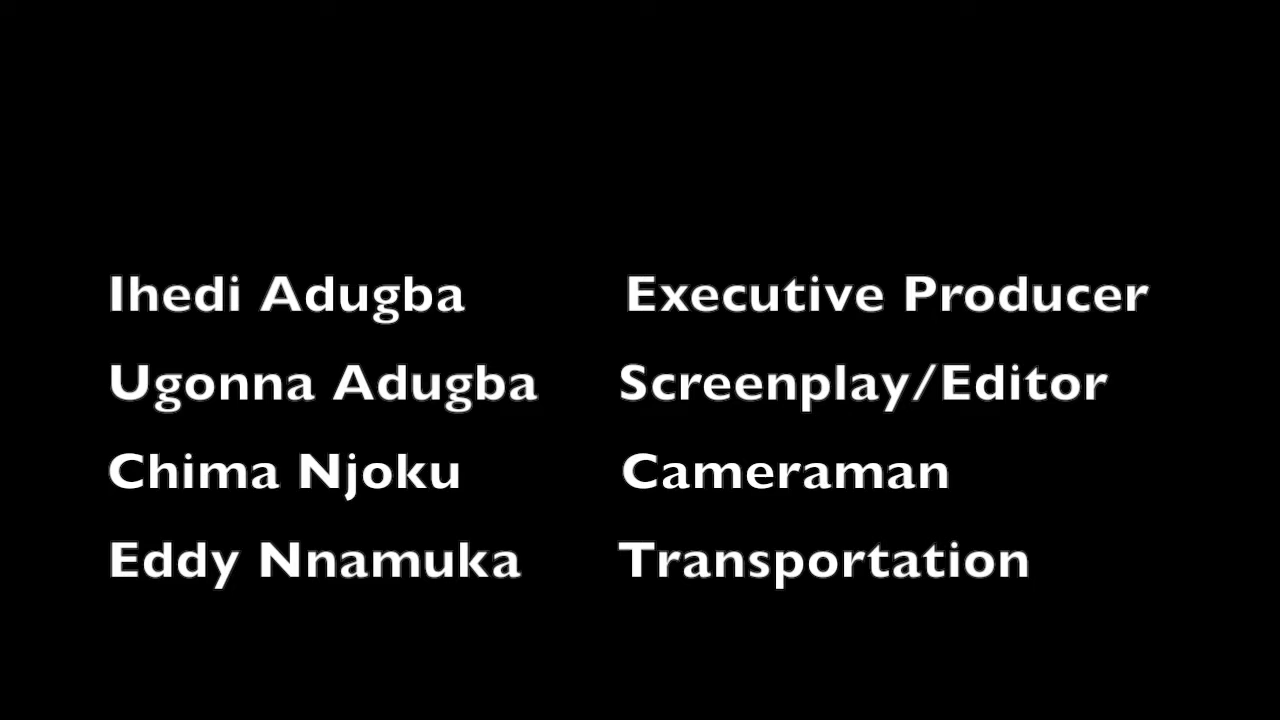 Ihedi Adugba Executive Producer
Ugonna Adugba Screenplay/Editor
Chima Njoku Cameraman
Eddy Nnamuka Transportation